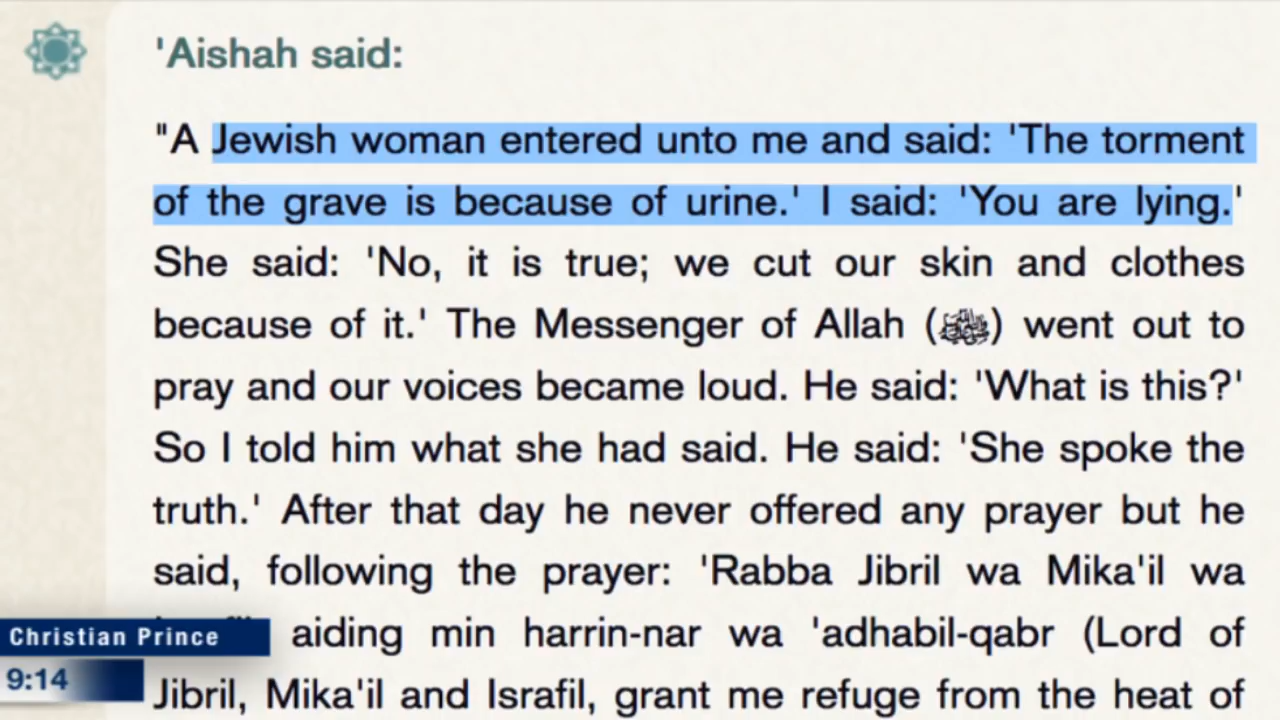 'Aishah said:
"A Jewish woman entered unto me and said: 'The torment
of the grave is because of urine.' I said: 'You are lying.'
She said: 'No, it is true; we cut our skin and clothes
because of it.' The Messenger of Allah (ﷺ) went out to
pray and our voices became loud. He said: 'What is this?'
So I told him what she had said. He said: 'She spoke the
truth.' After that day he never offered any prayer but he
said, following the prayer: 'Rabba Jibril wa Mika'il wa
aiding min harrin-nar wa 'adhabil-qabr (Lord of
Jibril, Mika'il and Israfil, grant me refuge from the heat of
Christian Prince
9:14